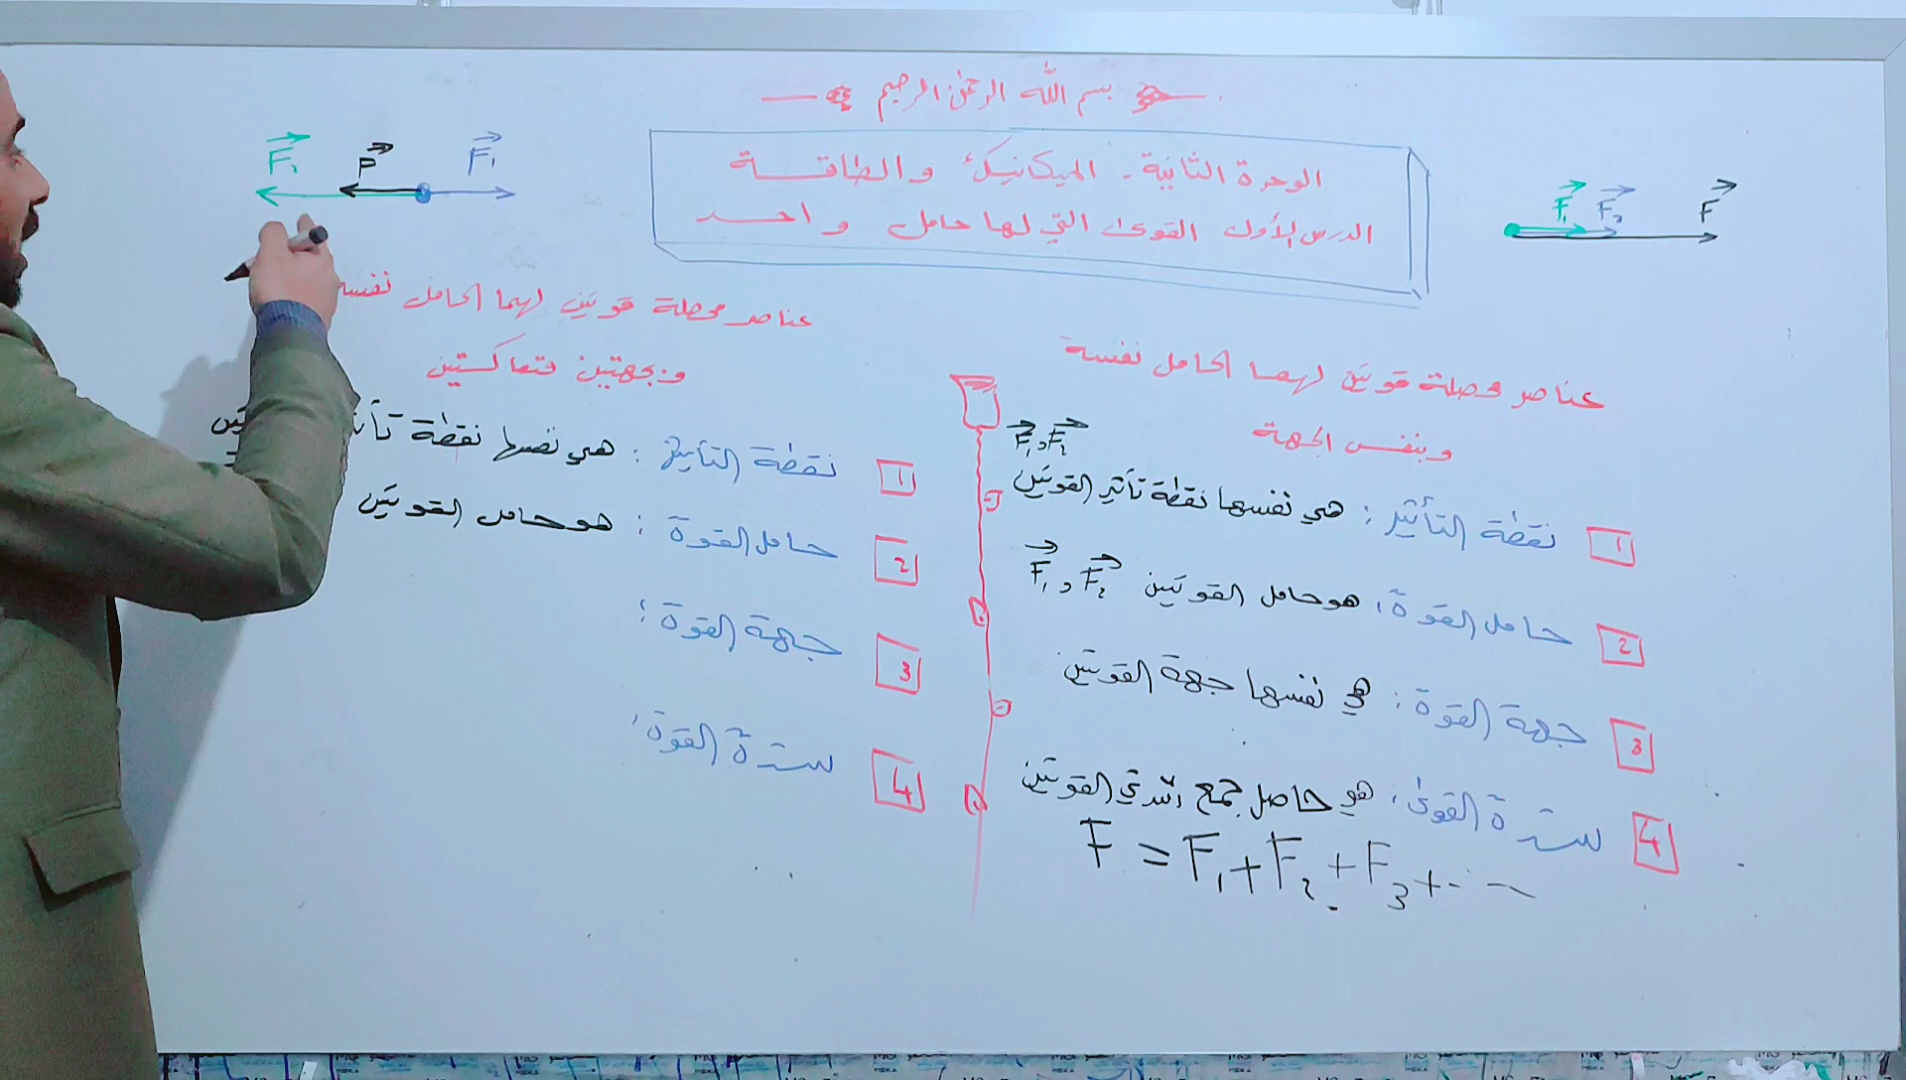 بسم الله الرحمن الرحيم
الوحدة الثانية - الميكانيك والطاقة
الدرس الأول القوى التي لها حامل واحد
F₁ F₂ F
عناصر محصلة قوتين لهما الحامل نفسه
وبنفس الجهة
F₁ و F₂
1 نقطة التأثير : هي نفسها نقطة تأثير القوتين
2 حامل القوة : هو حامل القوتين F₁ و F₂
3 جهة القوة : هي نفسها جهة القوتين
4 شدة القوى : هو حاصل جمع شدتي القوتين
F = F₁ + F₂ + F₃ + ...
F₁ F F₁
عناصر محصلة قوتين لهما الحامل نفسه
وبجهتين متعاكستين
1 نقطة التأثير : هي نفسها نقطة
2 حامل القوة : هو حامل القوتين
3 جهة القوة :
4 شدة القوة :